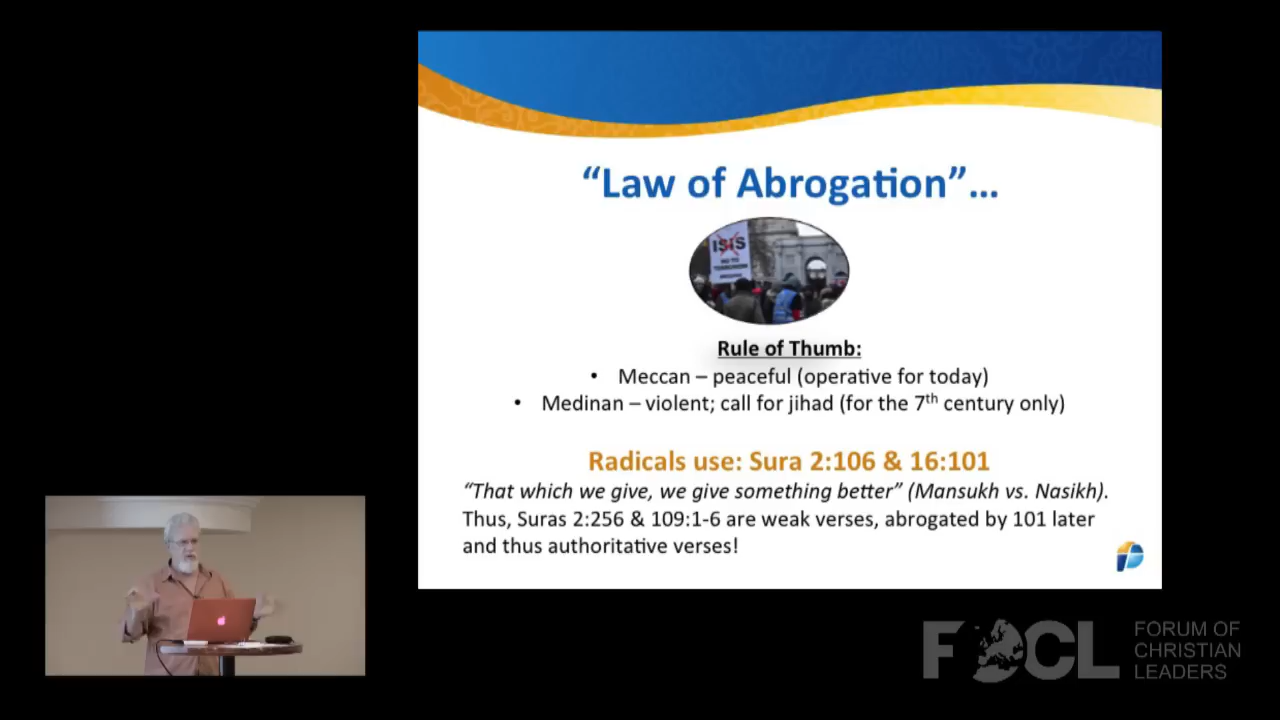 “Law of Abrogation”...
ISIS
NO TO
TERRORISM
Rule of Thumb:
• Meccan – peaceful (operative for today)
• Medinan – violent; call for jihad (for the 7th century only)
Radicals use: Sura 2:106 & 16:101
“That which we give, we give something better” (Mansukh vs. Nasikh).
Thus, Suras 2:256 & 109:1-6 are weak verses, abrogated by 101 later
and thus authoritative verses!
FOCL
FORUM OF
CHRISTIAN
LEADERS